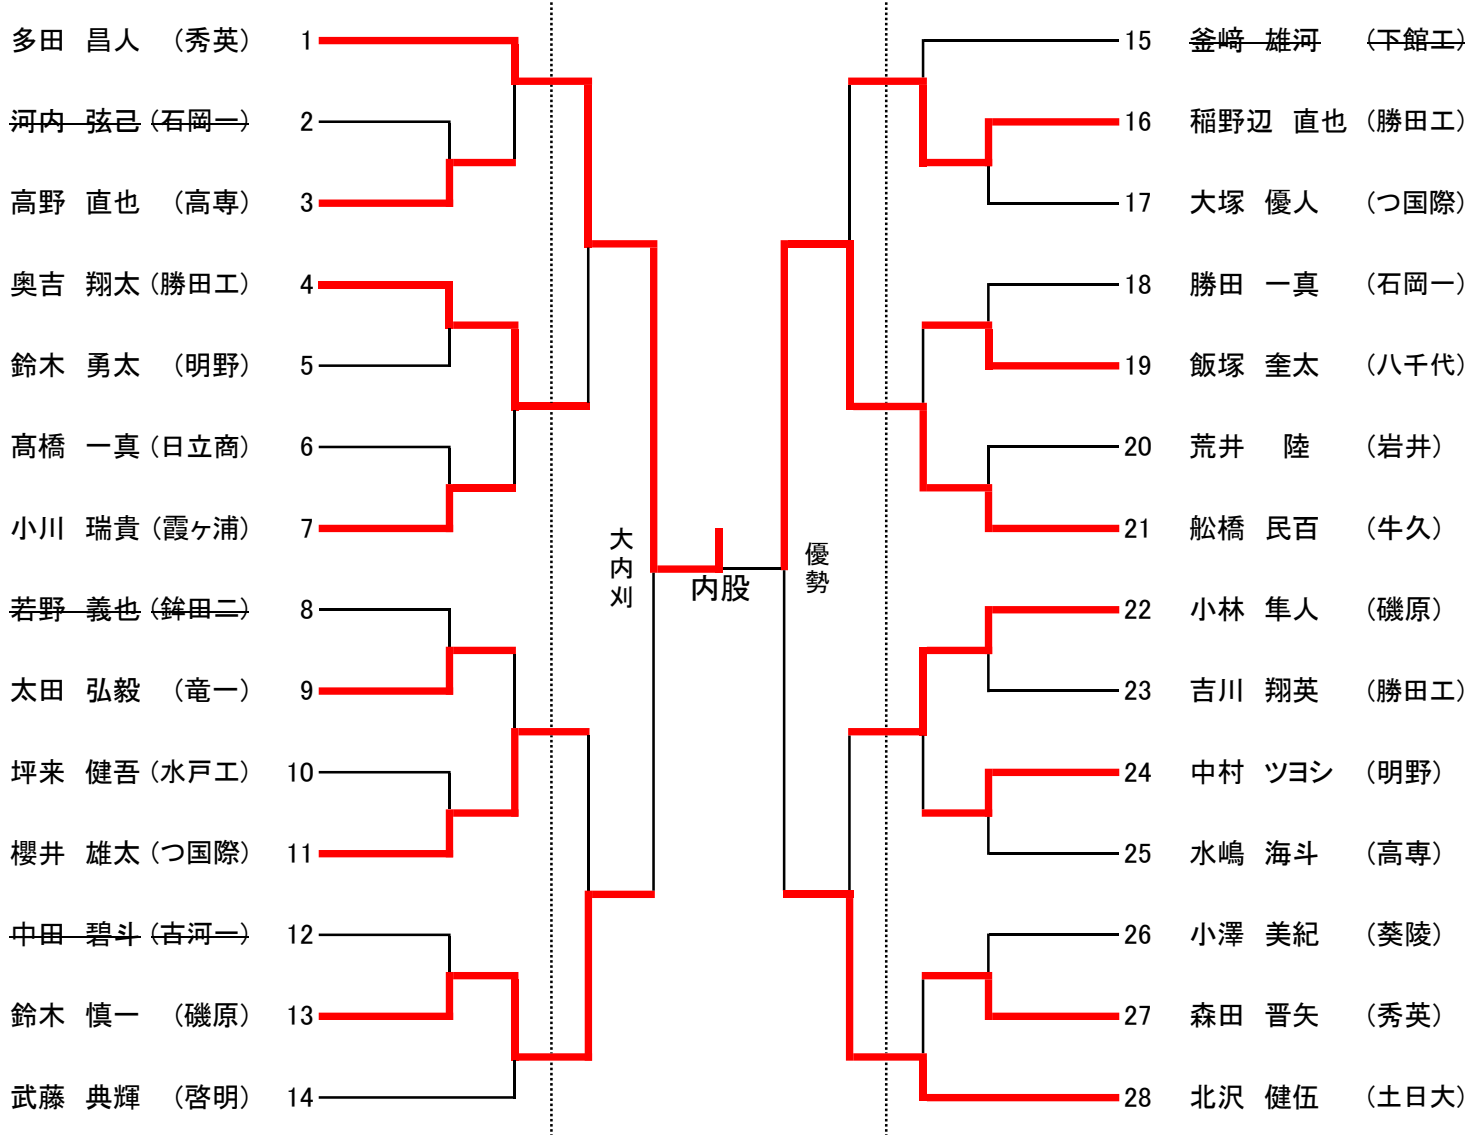 多田 昌人 （秀英） 1
河内 弦己（石岡一） 2
高野 直也 （高専） 3
奥吉 翔太（勝田工） 4
鈴木 勇太 （明野） 5
髙橋 一真（日立商） 6
小川 瑞貴（霞ヶ浦） 7
若野 義也（鉾田二） 8
太田 弘毅 （竜一） 9
坪来 健吾（水戸工） 10
櫻井 雄太（つ国際） 11
中田 碧斗（古河一） 12
鈴木 慎一 （磯原） 13
武藤 典輝 （啓明） 14
大内刈
内股
優勢
15 釜﨑 雄河 （下館工）
16 稲野辺 直也 （勝田工）
17 大塚 優人 （つ国際）
18 勝田 一真 （石岡一）
19 飯塚 奎太 （八千代）
20 荒井 陸 （岩井）
21 舩橋 民百 （牛久）
22 小林 隼人 （磯原）
23 吉川 翔英 （勝田工）
24 中村 ツヨシ （明野）
25 水嶋 海斗 （高専）
26 小澤 美紀 （葵陵）
27 森田 晋矢 （秀英）
28 北沢 健伍 （土日大）